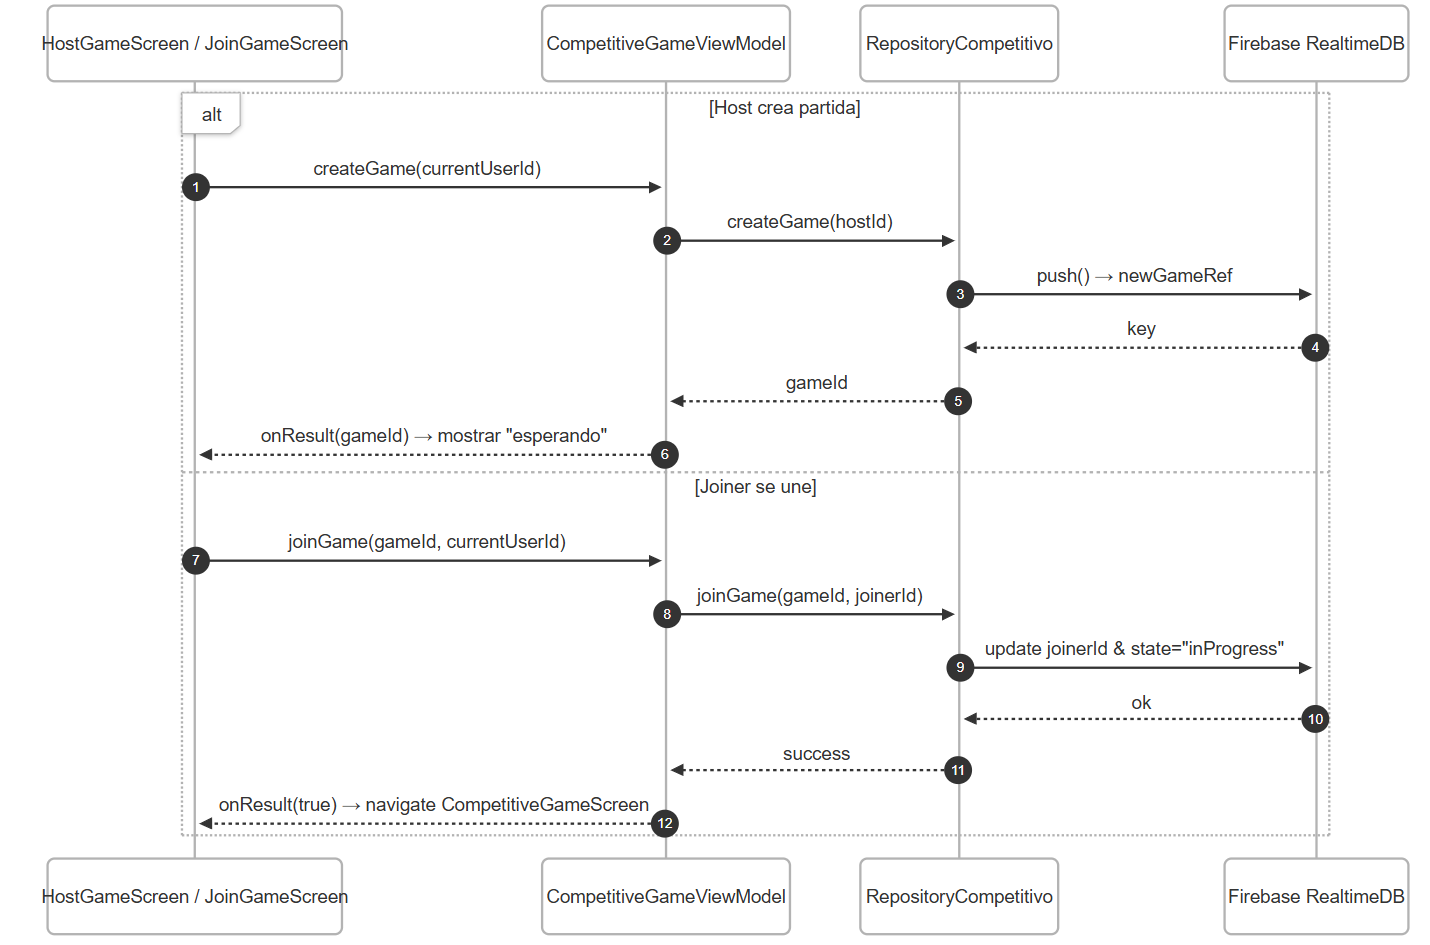 HostGameScreen / JoinGameScreen
CompetitiveGameViewModel
RepositoryCompetitivo
Firebase RealtimeDB
alt
[Host crea partida]
createGame(currentUserId)
1
createGame(hostId)
2
push() → newGameRef
3
key
4
gameId
5
onResult(gameId) → mostrar "esperando"
6
[Joiner se une]
joinGame(gameId, currentUserId)
7
joinGame(gameId, joinerId)
8
update joinerId & state="inProgress"
9
ok
10
success
11
onResult(true) → navigate CompetitiveGameScreen
12
HostGameScreen / JoinGameScreen
CompetitiveGameViewModel
RepositoryCompetitivo
Firebase RealtimeDB